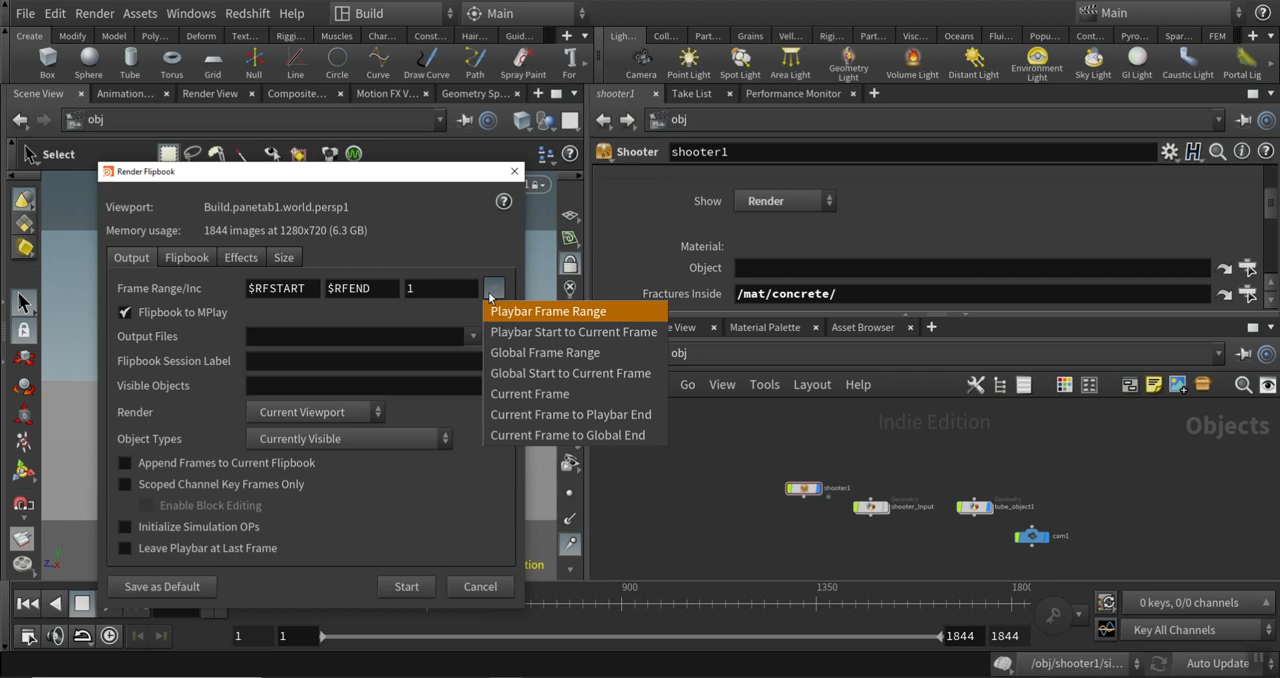 File Edit Render Assets Windows Redshift Help Build Main Main
Create Modify Model Poly... Deform Text... Riggi... Muscles Char... Const... Hair... Guid...
Ligh... Coll... Part... Grains Vell... Rigi... Part... Visc... Oceans Flui... Popu... Cont... Pyro... Spar... FEM
Box Sphere Tube Torus Grid Null Line Circle Curve Draw Curve Path Spray Paint For
Camera Point Light Spot Light Area Light Geometry Light Volume Light Distant Light Environment Light Sky Light GI Light Caustic Light Portal Lig
Scene View Animation... Render View Composite... Motion FX V... Geometry Sp...
shooter1 Take List Performance Monitor
obj
obj
Select
Shooter shooter1
Render Flipbook
Viewport: Build.panetab1.world.persp1
Memory usage: 1844 images at 1280x720 (6.3 GB)
Output Flipbook Effects Size
Frame Range/Inc $RFSTART $RFEND 1
Flipbook to MPlay
Output Files
Flipbook Session Label
Visible Objects
Render Current Viewport
Object Types Currently Visible
Append Frames to Current Flipbook
Scoped Channel Key Frames Only
Enable Block Editing
Initialize Simulation OPs
Leave Playbar at Last Frame
Save as Default Start Cancel
Playbar Frame Range
Playbar Start to Current Frame
Global Frame Range
Global Start to Current Frame
Current Frame
Current Frame to Playbar End
Current Frame to Global End
Show Render
Material:
Object
Fractures Inside /mat/concrete/
e View Material Palette Asset Browser
obj
Go View Tools Layout Help
Indie Edition Objects
shooter1
Geometry
shooter_Input
Geometry
tube_object1
cam1
z x y
tion
900 1350 1800
1 1 1844 1844
0 keys, 0/0 channels
Key All Channels
/obj/shooter1/si... Auto Update